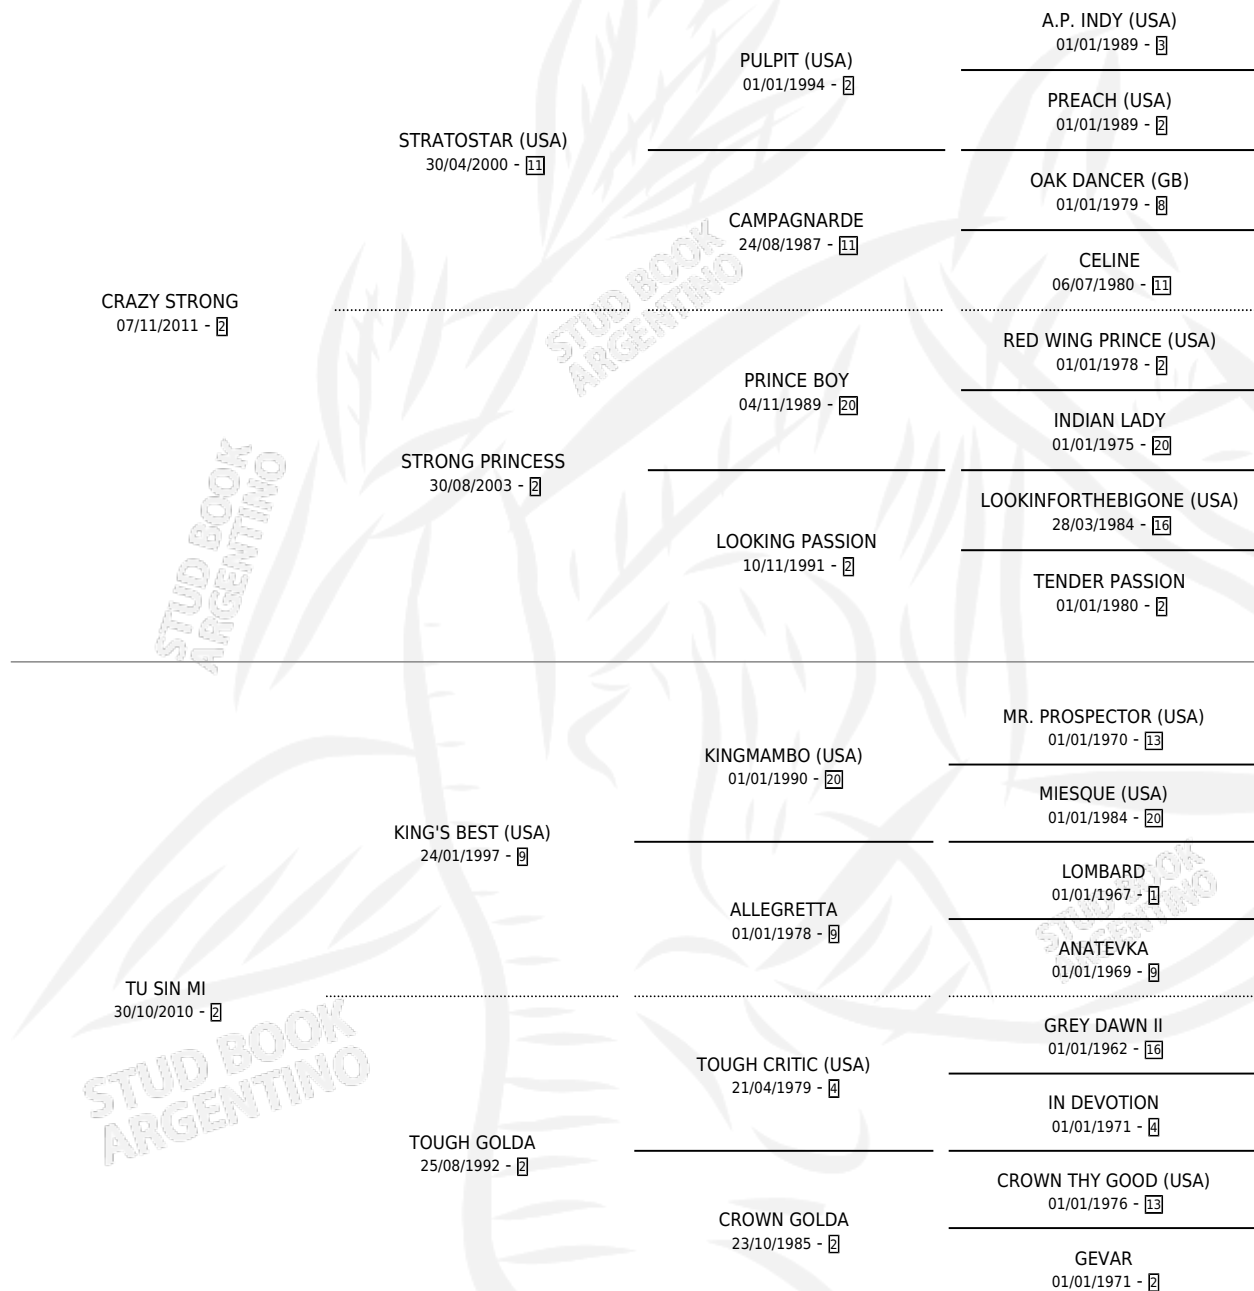 A.P. INDY (USA)
01/01/1989 - 3
PULPIT (USA)
01/01/1994 - 2
PREACH (USA)
01/01/1989 - 2
STRATOSTAR (USA)
30/04/2000 - 11
OAK DANCER (GB)
01/01/1979 - 8
CAMPAGNARDE
24/08/1987 - 11
CELINE
06/07/1980 - 11
CRAZY STRONG
07/11/2011 - 2
RED WING PRINCE (USA)
01/01/1978 - 2
PRINCE BOY
04/11/1989 - 20
INDIAN LADY
01/01/1975 - 20
STRONG PRINCESS
30/08/2003 - 2
LOOKINFORTHEBIGONE (USA)
28/03/1984 - 16
LOOKING PASSION
10/11/1991 - 2
TENDER PASSION
01/01/1980 - 2
MR. PROSPECTOR (USA)
01/01/1970 - 13
KINGMAMBO (USA)
01/01/1990 - 20
MIESQUE (USA)
01/01/1984 - 20
KING'S BEST (USA)
24/01/1997 - 9
LOMBARD
01/01/1967 - 1
ALLEGRETTA
01/01/1978 - 9
ANATEVKA
01/01/1969 - 9
TU SIN MI
30/10/2010 - 2
GREY DAWN II
01/01/1962 - 16
TOUGH CRITIC (USA)
21/04/1979 - 4
IN DEVOTION
01/01/1971 - 4
TOUGH GOLDA
25/08/1992 - 2
CROWN THY GOOD (USA)
01/01/1976 - 13
CROWN GOLDA
23/10/1985 - 2
GEVAR
01/01/1971 - 2
STUD BOOK
ARGENTINO
STUD BOOK
ARGENTINO
STUD BOOK
ARGENTINO
STUD BOOK
ARGENTINO